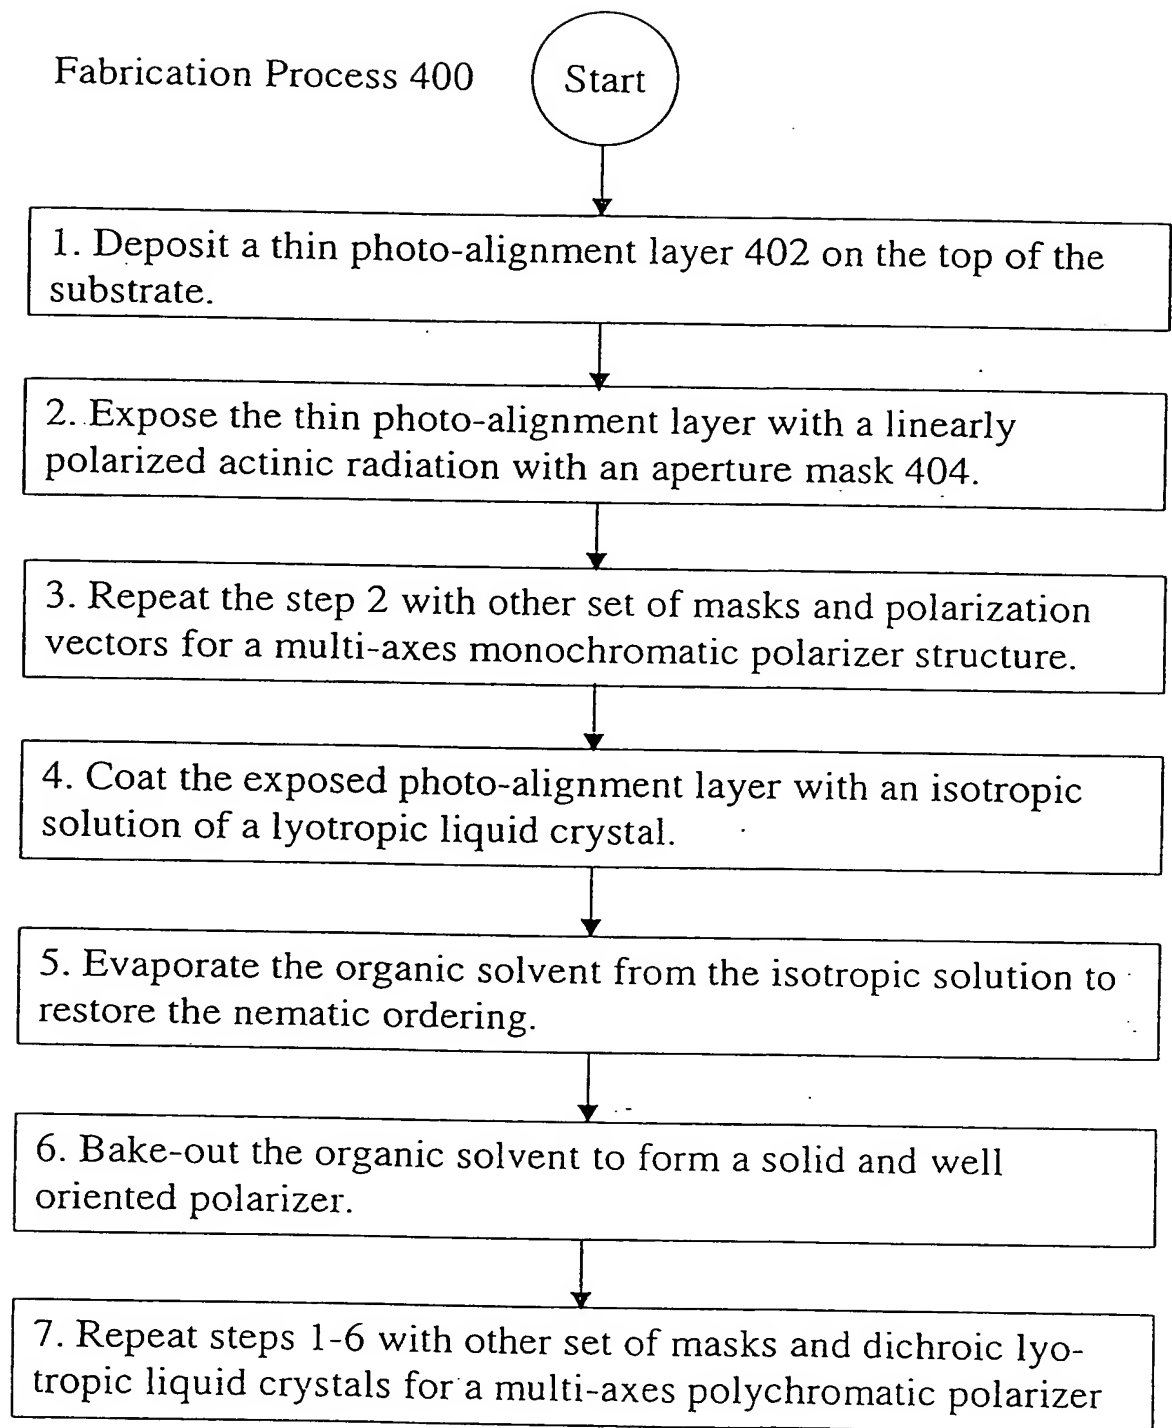 Fabrication Process 400
Start
1. Deposit a thin photo-alignment layer 402 on the top of the
substrate.
2. Expose the thin photo-alignment layer with a linearly
polarized actinic radiation with an aperture mask 404.
3. Repeat the step 2 with other set of masks and polarization
vectors for a multi-axes monochromatic polarizer structure.
4. Coat the exposed photo-alignment layer with an isotropic
solution of a lyotropic liquid crystal.
5. Evaporate the organic solvent from the isotropic solution to
restore the nematic ordering.
6. Bake-out the organic solvent to form a solid and well
oriented polarizer.
7. Repeat steps 1-6 with other set of masks and dichroic lyo-
tropic liquid crystals for a multi-axes polychromatic polarizer